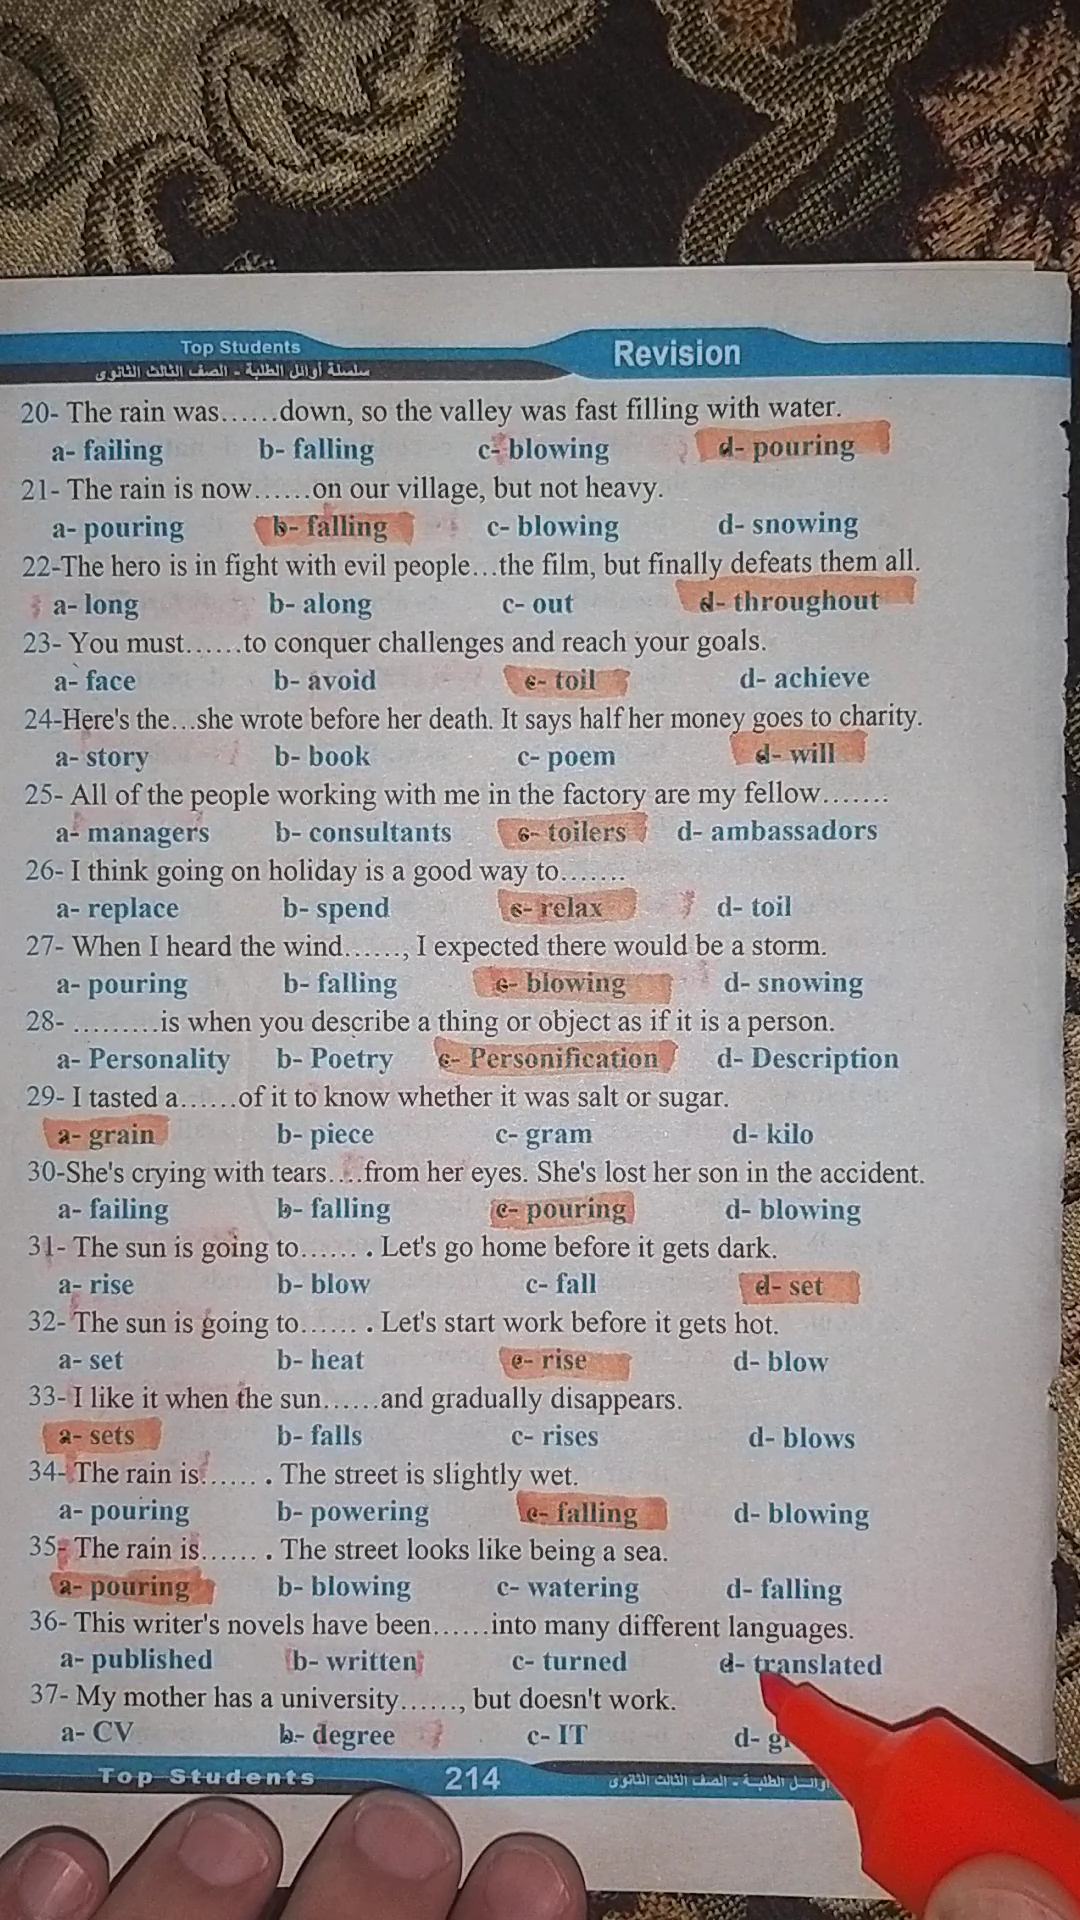 Top Students
Revision
سلسلة أوائل الطلبة - الصف الثالث الثانوى
20- The rain was......down, so the valley was fast filling with water.
a- failing b- falling c- blowing d- pouring
21- The rain is now......on our village, but not heavy.
a- pouring b- falling c- blowing d- snowing
22-The hero is in fight with evil people...the film, but finally defeats them all.
a- long b- along c- out d- throughout
23- You must......to conquer challenges and reach your goals.
a- face b- avoid c- toil d- achieve
24-Here's the...she wrote before her death. It says half her money goes to charity.
a- story b- book c- poem d- will
25- All of the people working with me in the factory are my fellow.......
a- managers b- consultants c- toilers d- ambassadors
26- I think going on holiday is a good way to.......
a- replace b- spend c- relax d- toil
27- When I heard the wind......, I expected there would be a storm.
a- pouring b- falling c- blowing d- snowing
28- .........is when you describe a thing or object as if it is a person.
a- Personality b- Poetry c- Personification d- Description
29- I tasted a......of it to know whether it was salt or sugar.
a- grain b- piece c- gram d- kilo
30-She's crying with tears....from her eyes. She's lost her son in the accident.
a- failing b- falling c- pouring d- blowing
31- The sun is going to...... . Let's go home before it gets dark.
a- rise b- blow c- fall d- set
32- The sun is going to...... . Let's start work before it gets hot.
a- set b- heat c- rise d- blow
33- I like it when the sun......and gradually disappears.
a- sets b- falls c- rises d- blows
34- The rain is...... . The street is slightly wet.
a- pouring b- powering c- falling d- blowing
35- The rain is...... . The street looks like being a sea.
a- pouring b- blowing c- watering d- falling
36- This writer's novels have been......into many different languages.
a- published b- written c- turned d- translated
37- My mother has a university......, but doesn't work.
a- CV b- degree c- IT d-
Top Students 214 أوائل الطلبة - الصف الثالث الثانوى